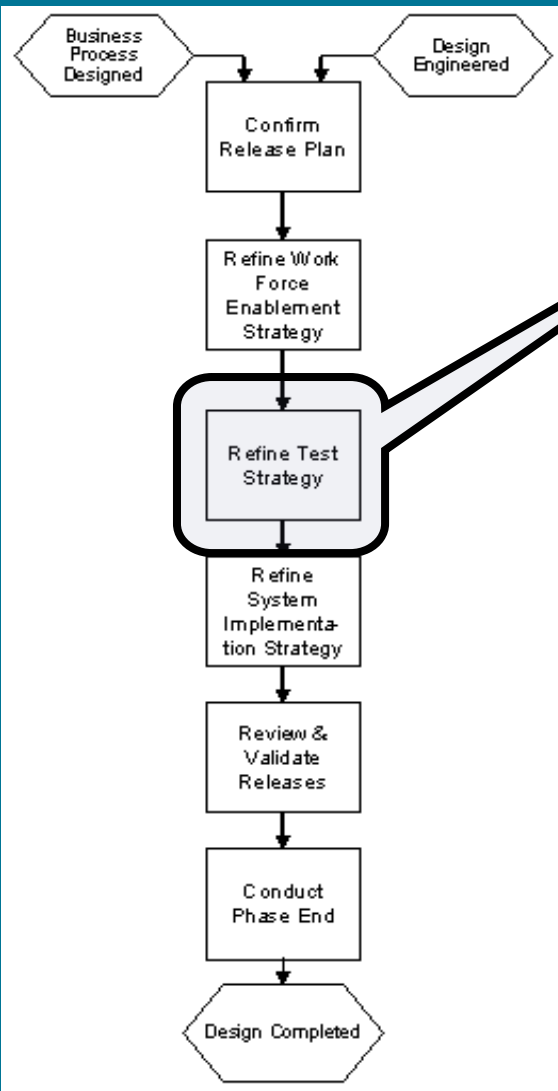 Business
Process
Designed
Design
Engineered
Confirm
Release Plan
Refine Work
Force
Enablement
Strategy
Refine Test
Strategy
Refine
System
Implementa-
tion Strategy
Review &
Validate
Releases
Conduct
Phase End
Design Completed